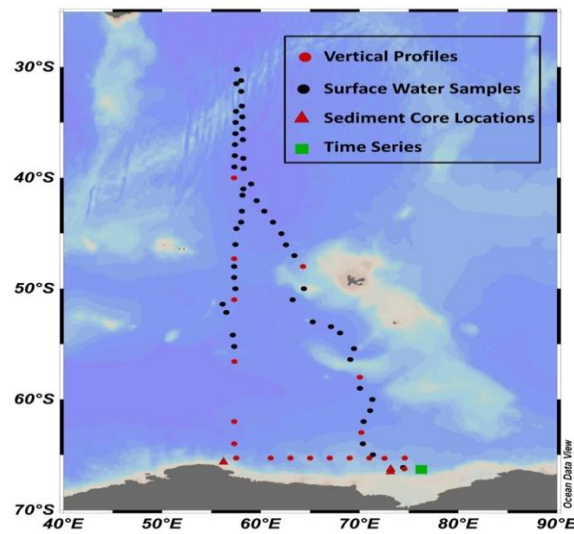 Vertical Profiles
Surface Water Samples
Sediment Core Locations
Time Series
30°S
40°S
50°S
60°S
70°S
40°E
50°E
60°E
70°E
80°E
90°E
Ocean Data View